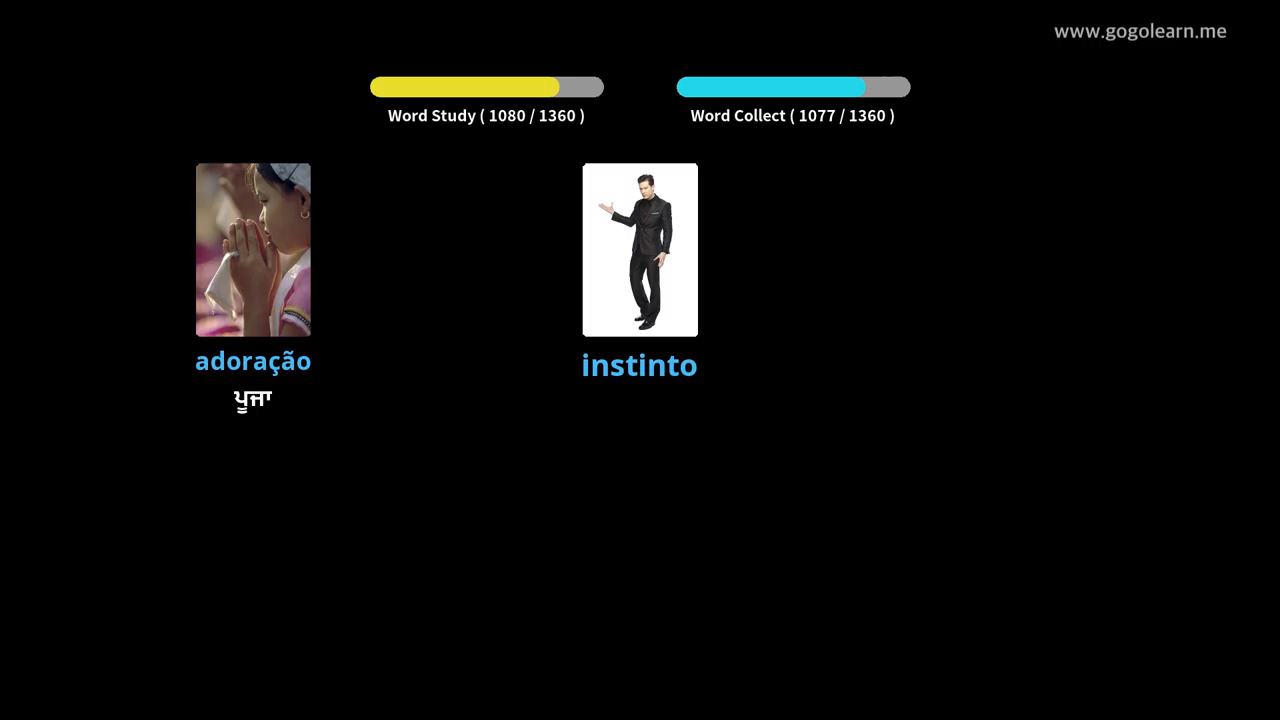 www.gogolearn.me
Word Study ( 1080 / 1360 )
Word Collect ( 1077 / 1360 )
adoração
instinto
ਪੂਜਾ